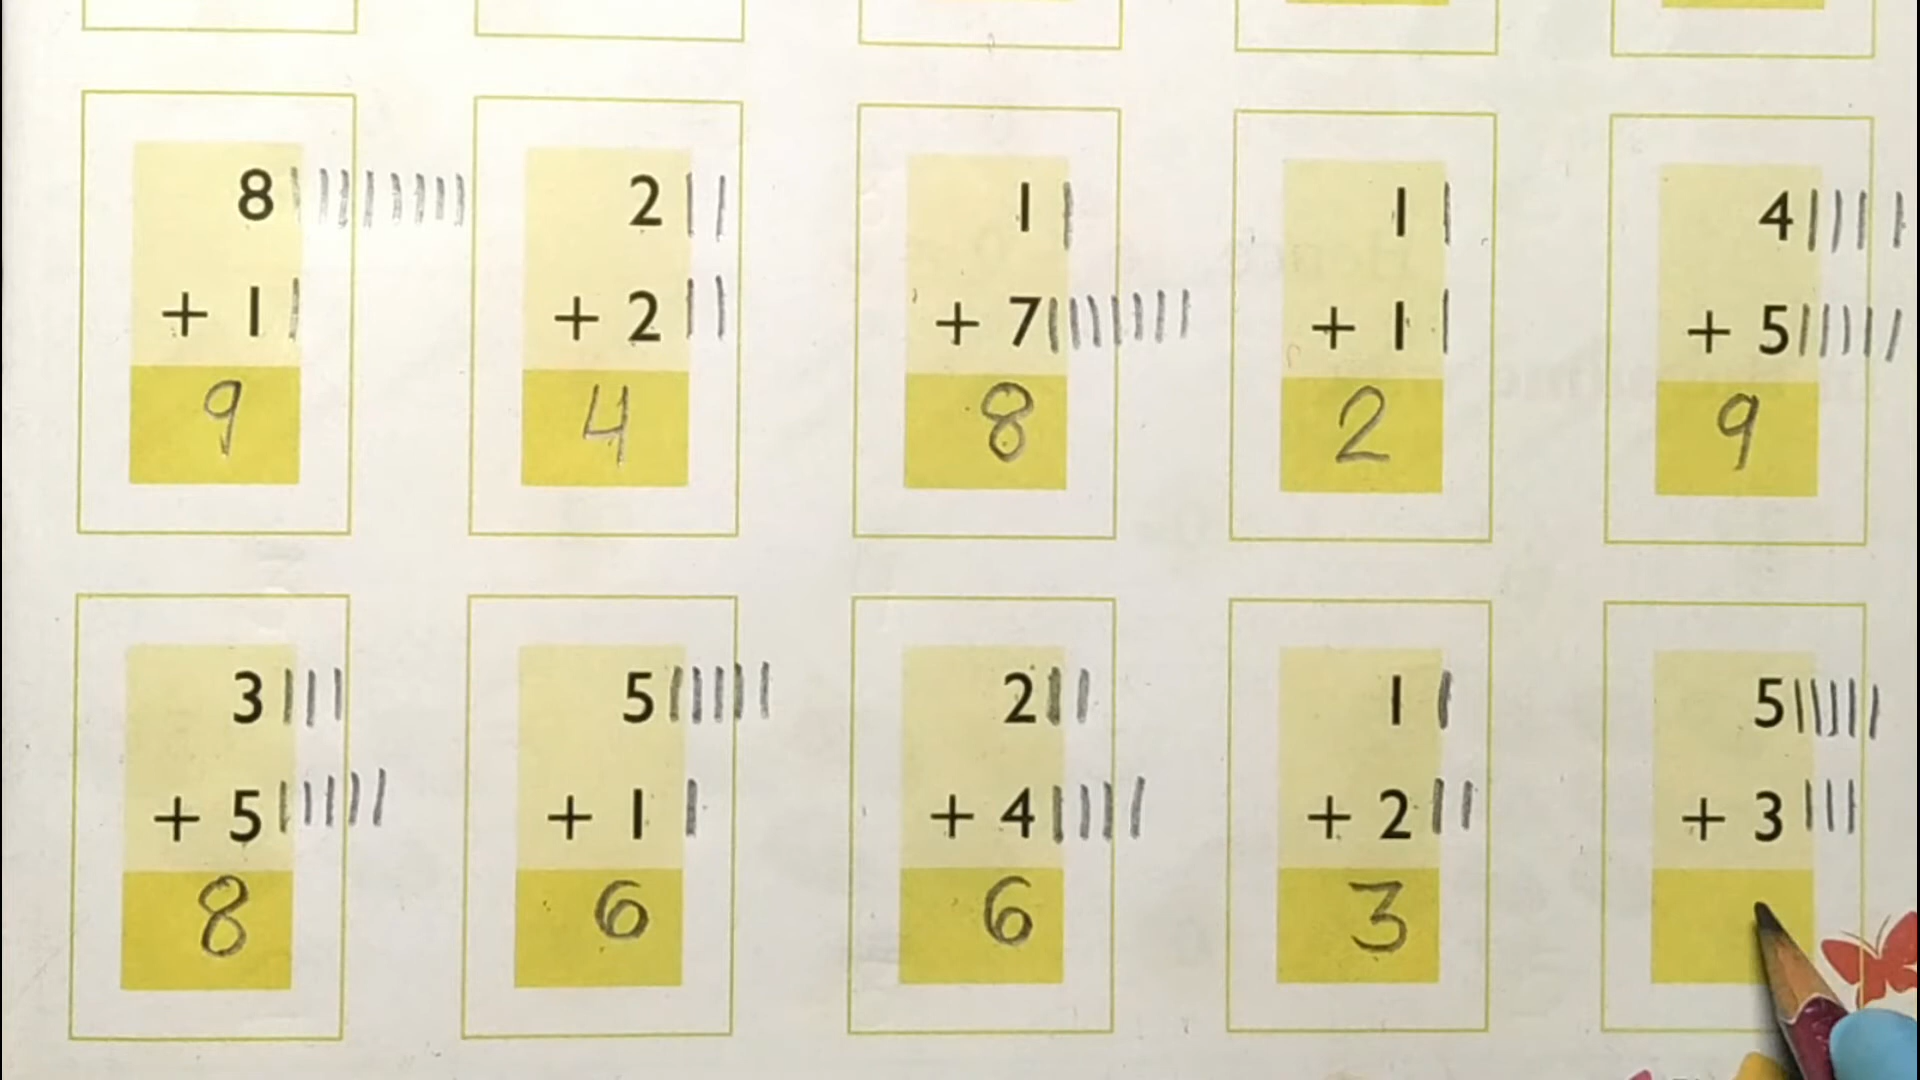 8 2 1 1 4
+ 1 + 2 + 7 + 1 + 5
9 4 8 2 9
3 5 2 1 5
+ 5 + 1 + 4 + 2 + 3
8 6 6 3